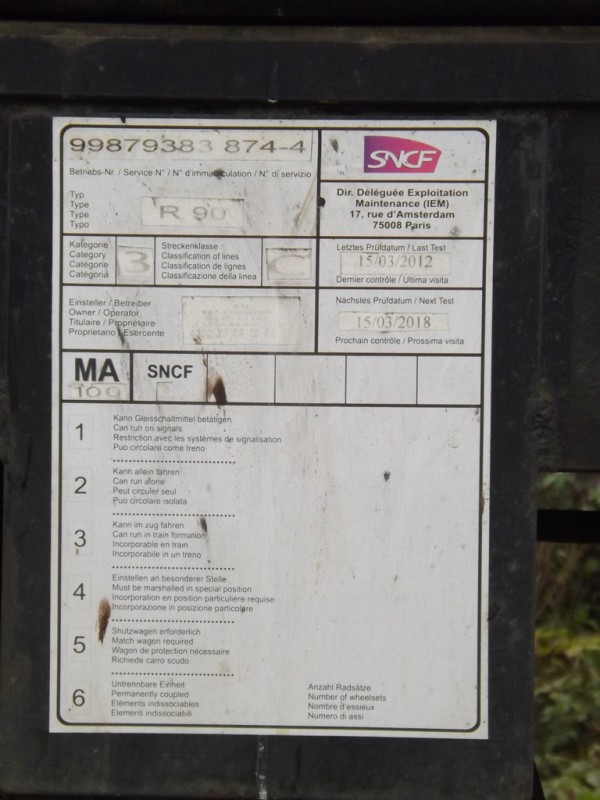 99879383 874-4
Betriebs-Nr. / Service N° / N° d'immatriculation / N° di servizio
Typ
Type
Type
Tipo
R 90
SNCF
Dir. Déléguée Exploitation
Maintenance (IEM)
17, rue d'Amsterdam
75008 Paris
Kategorie
Category
Catégorie
Categoria
3
Streckenklasse
Classification of lines
Classification de lignes
Classificazione della linea
C
Letztes Prüfdatum / Last Test
15/03/2012
Dernier contrôle / Ultima visita
Einsteller / Betreiber
Owner / Operator
Titulaire / Propriétaire
Proprietario / Esercente
Nächstes Prüfdatum / Next Test
15/03/2018
Prochain contrôle / Prossima visita
MA
100
SNCF
1
Kann Gleisschaltmittel betätigen
Can run on signals
Restriction avec les systèmes de signalisation
Puo circolare come treno
2
Kann allein fahren
Can run alone
Peut circuler seul
Puo circolare isolata
3
Kann im zug fahren
Can run in train formation
Incorporable en train
Incorporabile in un treno
4
Einstellen an besonderer Stelle
Must be marshalled in special position
Incorporation en position particulière requise
Incorporazione in posizione particolare
5
Shutzwagen erforderlich
Match wagon required
Wagon de protection nécessaire
Richiede carro scudo
6
Untrennbare Einheit
Permanently coupled
Eléments indissociables
Elementi indissociabili
Anzahl Radsätze
Number of wheelsets
Nombre d'essieux
Numero di assi